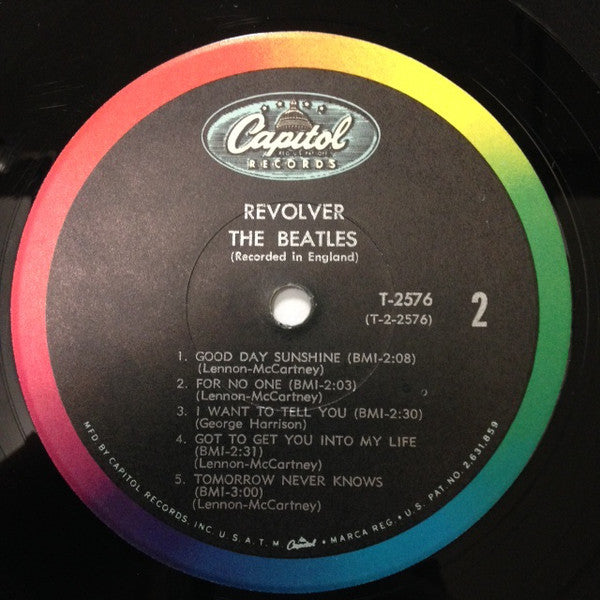 Capitol
REG. U.S. PAT. OFF.
RECORDS
REVOLVER
THE BEATLES
(Recorded in England)
T-2576
(T-2-2576)
2
1. GOOD DAY SUNSHINE (BMI-2:08)
(Lennon-McCartney)
2. FOR NO ONE (BMI-2:03)
(Lennon-McCartney)
3. I WANT TO TELL YOU (BMI-2:30)
(George Harrison)
4. GOT TO GET YOU INTO MY LIFE
(BMI-2:31)
(Lennon-McCartney)
5. TOMORROW NEVER KNOWS
(BMI-3:00)
(Lennon-McCartney)
MFD BY CAPITOL RECORDS, INC. U.S.A. T.M. Capitol • MARCA REG. • U.S. PAT. NO. 2,631,859